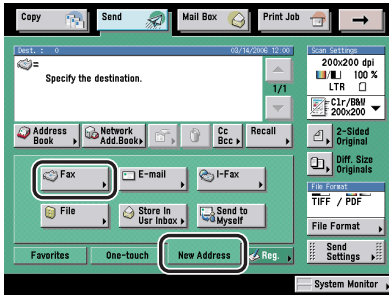 Copy Send Mail Box Print Job
Dest. : 0 03/14/2006 12:00
=
Specify the destination.
1/1
Address Book Network Add.Book Cc Bcc Recall
Fax E-mail I-Fax
File Store In Usr Inbox Send to Myself
Favorites One-touch New Address Reg.
Scan Settings
200x200 dpi
100 %
LTR
Clr/B&W
200×200
2-Sided
Original
Diff. Size
Originals
File Format
TIFF / PDF
File Format
Send
Settings
System Monitor